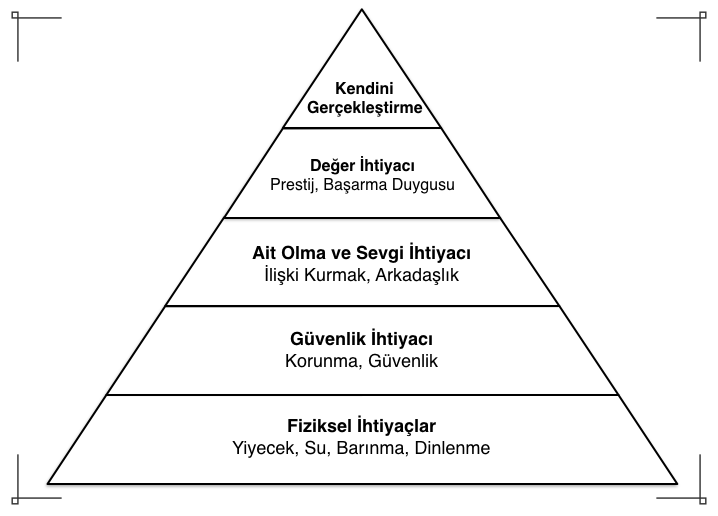 Kendini
Gerçekleştirme
Değer İhtiyacı
Prestij, Başarma Duygusu
Ait Olma ve Sevgi İhtiyacı
İlişki Kurmak, Arkadaşlık
Güvenlik İhtiyacı
Korunma, Güvenlik
Fiziksel İhtiyaçlar
Yiyecek, Su, Barınma, Dinlenme